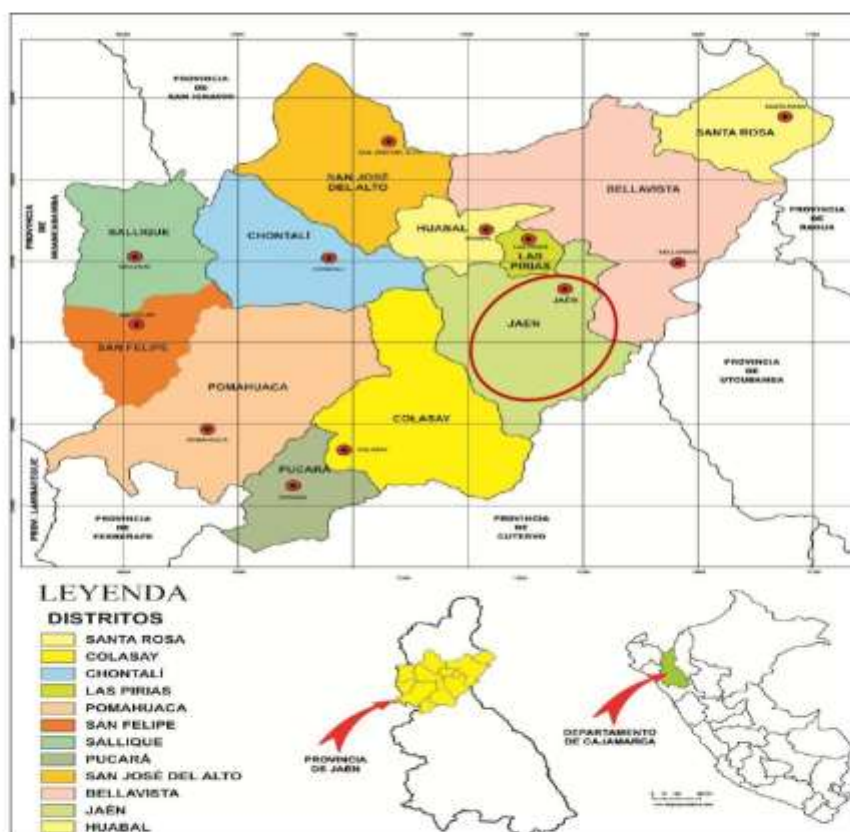 PROVINCIA
DE
SAN IGNACIO
SANTA ROSA
SAN JOSÉ
DEL ALTO
BELLAVISTA
PROVINCIA
DE
HUANCABAMBA
SALLIQUE
CHONTALÍ
HUABAL
LAS
PIRIAS
PROVINCIA
DE
BAGUA
JAEN
JAEN
SAN FELIPE
POMAHUACA
COLASAY
PROVINCIA
DE
UTCUBAMBA
PUCARÁ
PROV. LAMBAYEQUE
PROVINCIA
DE
FERREÑAFE
PROVINCIA
DE
CUTERVO
LEYENDA
DISTRITOS
SANTA ROSA
COLASAY
CHONTALÍ
LAS PIRIAS
POMAHUACA
SAN FELIPE
SALLIQUE
PUCARÁ
SAN JOSÉ DEL ALTO
BELLAVISTA
JAÉN
HUABAL
PROVINCIA
DE JAÉN
DEPARTAMENTO
DE CAJAMARCA